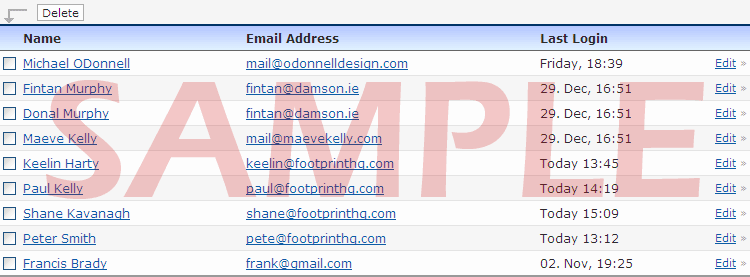 Delete
Name Email Address Last Login
Michael ODonnell mail@odonnelldesign.com Friday, 18:39 Edit »
Fintan Murphy fintan@damson.ie 29. Dec, 16:51 Edit »
Donal Murphy fintan@damson.ie 29. Dec, 16:51 Edit »
Maeve Kelly mail@maevekelly.com 29. Dec, 16:51 Edit »
Keelin Harty keelin@footprinthq.com Today 13:45 Edit »
Paul Kelly paul@footprinthq.com Today 14:19 Edit »
Shane Kavanagh shane@footprinthq.com Today 15:09 Edit »
Peter Smith pete@footprinthq.com Today 13:12 Edit »
Francis Brady frank@gmail.com 02. Nov, 19:25 Edit »
SAMPLE